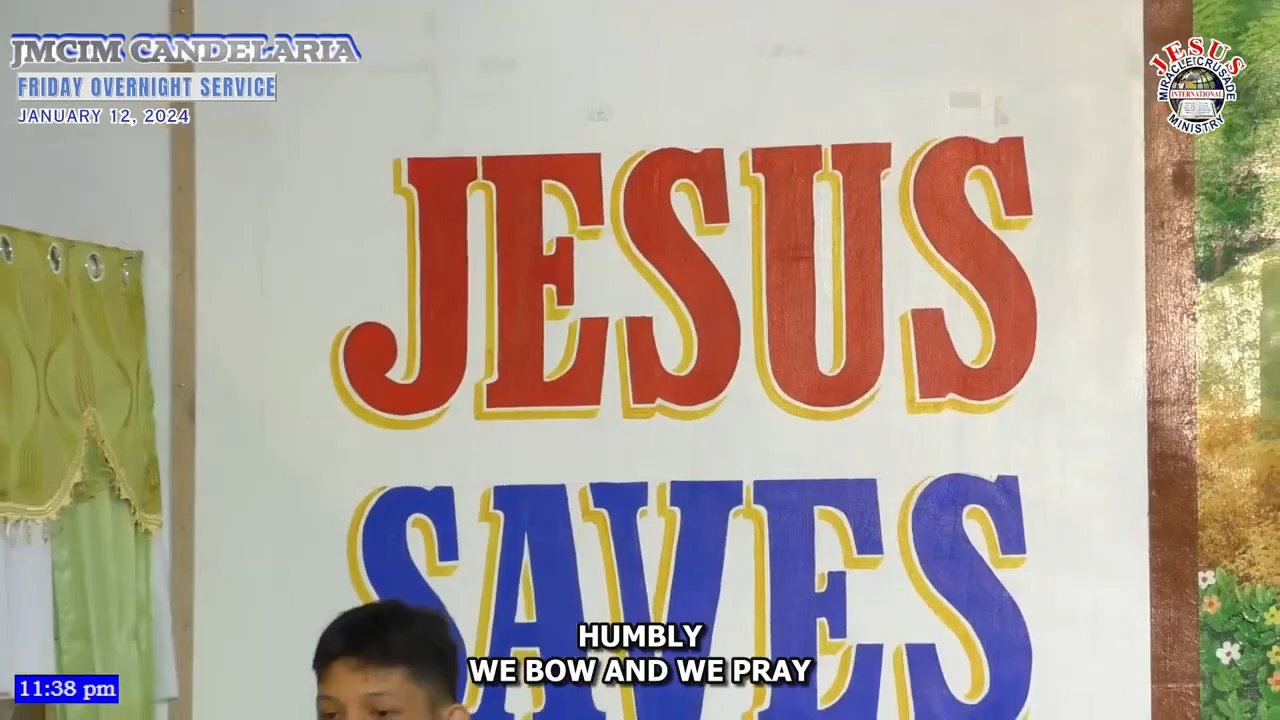 JMCIM CANDELARIA
FRIDAY OVERNIGHT SERVICE
JANUARY 12, 2024
JESUS
MIRACLE CRUSADE
INTERNATIONAL
MINISTRY
JESUS
SAVES
HUMBLY
WE BOW AND WE PRAY
11:38 pm